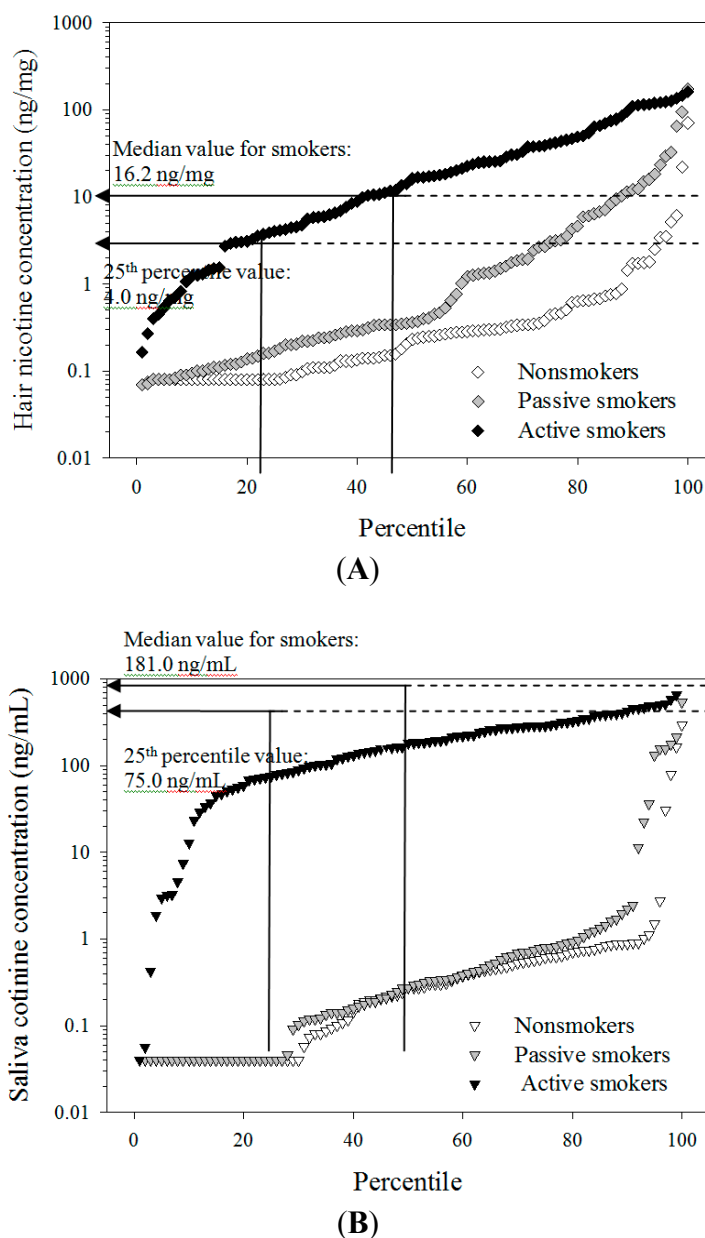 1000
100
10
1
0.1
0.01
Hair nicotine concentration (ng/mg)
Median value for smokers:
16.2 ng/mg
25th percentile value:
4.0 ng/mg
Nonsmokers
Passive smokers
Active smokers
0 20 40 60 80 100
Percentile
(A)
Median value for smokers:
181.0 ng/mL
1000
100
10
1
0.1
0.01
Saliva cotinine concentration (ng/mL)
25th percentile value:
75.0 ng/mL
Nonsmokers
Passive smokers
Active smokers
0 20 40 60 80 100
Percentile
(B)